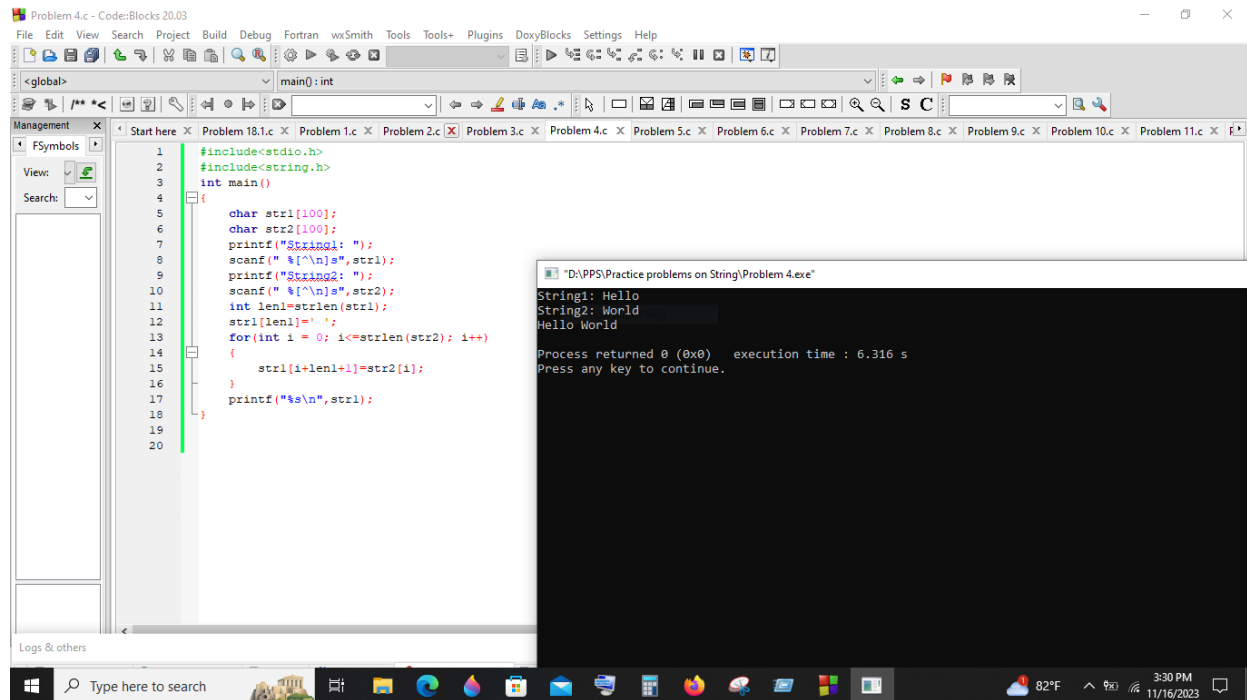 Problem 4.c - Code::Blocks 20.03
File Edit View Search Project Build Debug Fortran wxSmith Tools Tools+ Plugins DoxyBlocks Settings Help
<global> main() : int
/** *<
S C
Management X Start here X Problem 18.1.c X Problem 1.c X Problem 2.c X Problem 3.c X Problem 4.c X Problem 5.c X Problem 6.c X Problem 7.c X Problem 8.c X Problem 9.c X Problem 10.c X Problem 11.c X
FSymbols
View:
Search:
1 #include<stdio.h>
2 #include<string.h>
3 int main()
4 {
5 char str1[100];
6 char str2[100];
7 printf("String1: ");
8 scanf(" %[^\n]s",str1);
9 printf("String2: ");
10 scanf(" %[^\n]s",str2);
11 int len1=strlen(str1);
12 str1[len1]=' ';
13 for(int i = 0; i<=strlen(str2); i++)
14 {
15 str1[i+len1+1]=str2[i];
16 }
17 printf("%s\n",str1);
18 }
19
20
"D:\PPS\Practice problems on String\Problem 4.exe"
String1: Hello
String2: World
Hello World
Process returned 0 (0x0) execution time : 6.316 s
Press any key to continue.
Logs & others
Type here to search
82°F
3:30 PM
11/16/2023